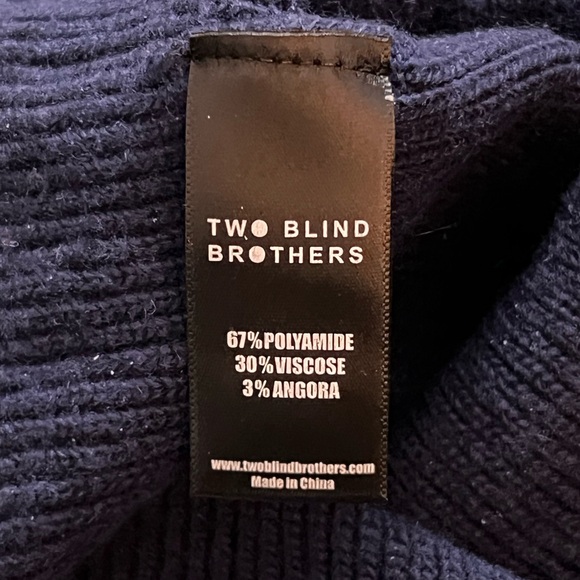 TWO BLIND
BROTHERS
67%POLYAMIDE
30%VISCOSE
3%ANGORA
www.twoblindbrothers.com
Made in China